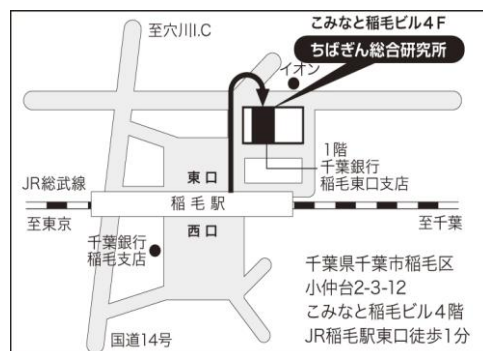 至穴川I.C
こみなと稲毛ビル４F
ちばぎん総合研究所
イオン
1階
千葉銀行
稲毛東口支店
東口
JR総武線
稲毛駅
至東京
至千葉
西口
千葉銀行
稲毛支店
国道14号
千葉県千葉市稲毛区
小仲台2-3-12
こみなと稲毛ビル４階
JR稲毛駅東口徒歩1分